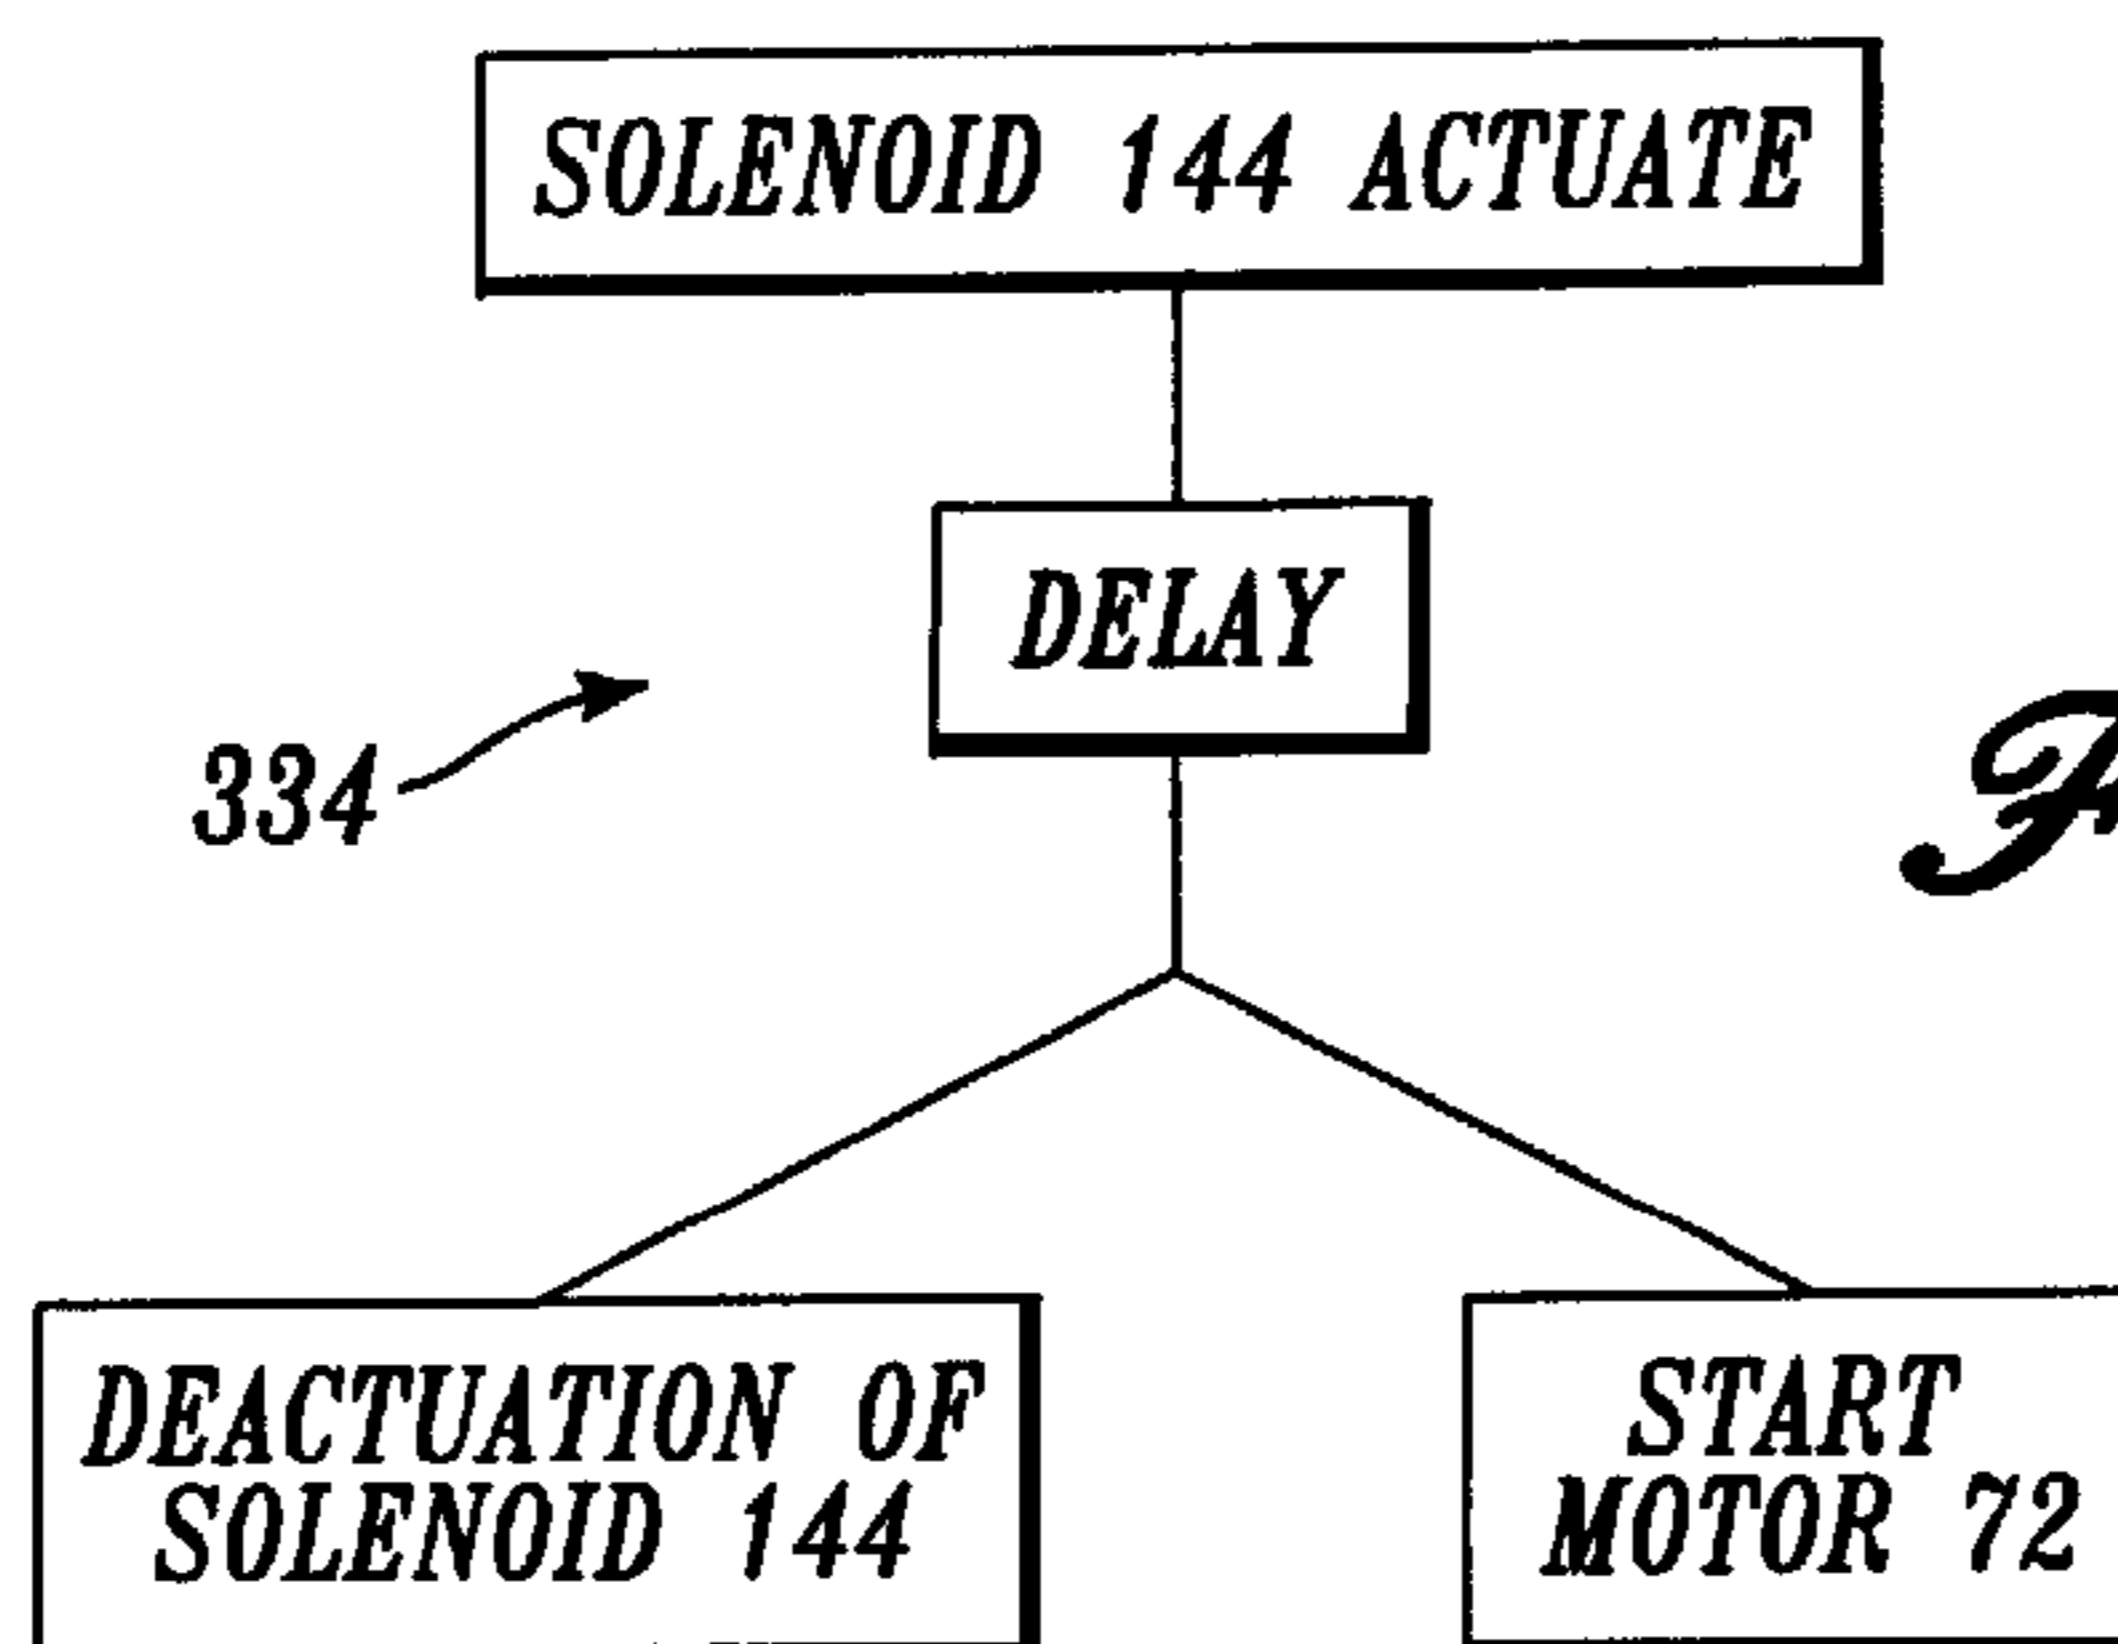 SOLENOID 144 ACTUATE
DELAY
334
DEACTUATION OF
SOLENOID 144
START
MOTOR 72